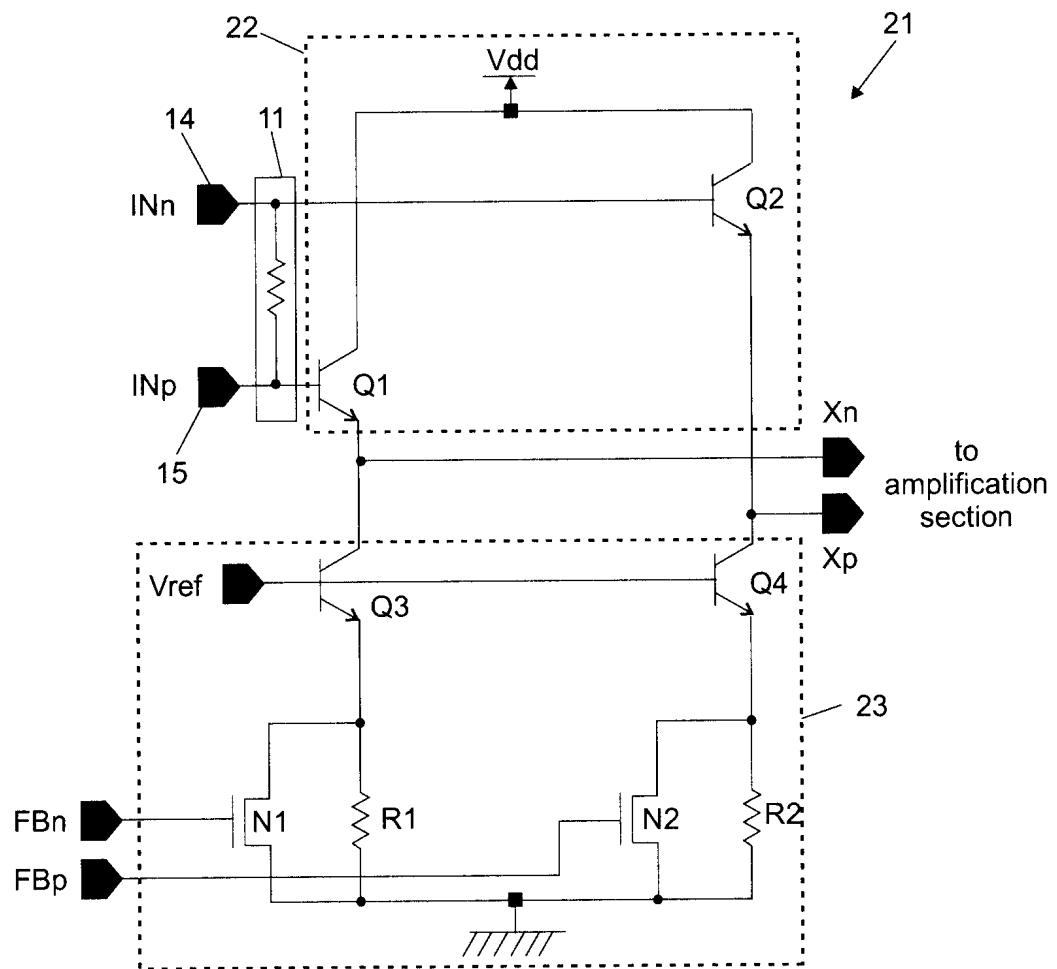 22
21
Vdd
14
11
INn
Q2
INp
Q1
15
Xn
to
amplification
section
Xp
Vref
Q3
Q4
23
FBn
N1
R1
N2
R2
FBp